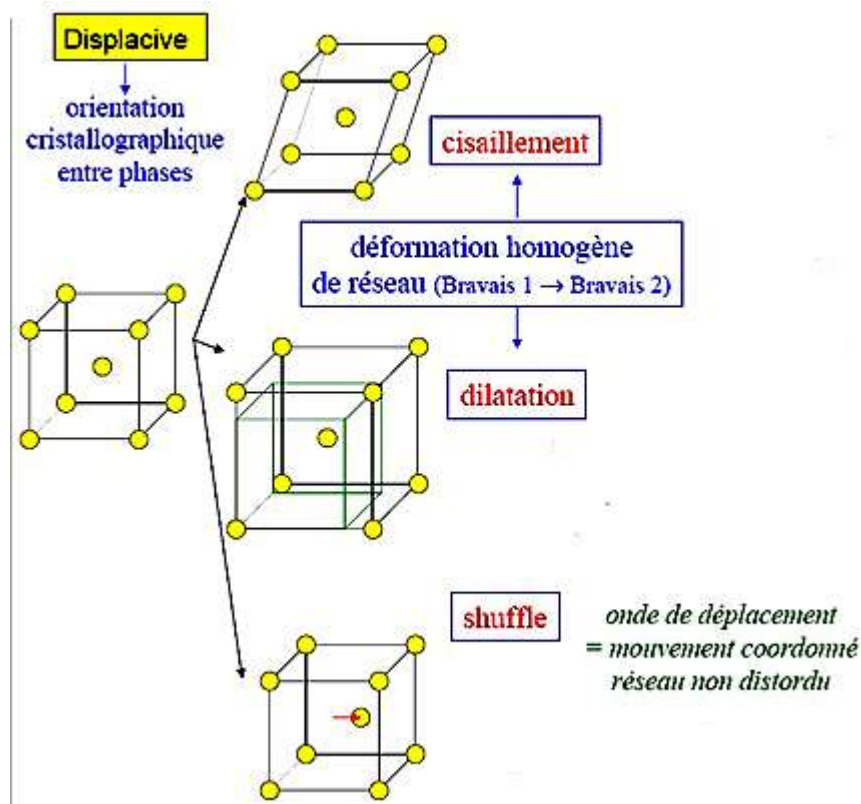 Displacive
orientation
cristallographique
entre phases
cisaillement
déformation homogène
de réseau (Bravais 1 → Bravais 2)
dilatation
shuffle
onde de déplacement
= mouvement coordonné
réseau non distordu